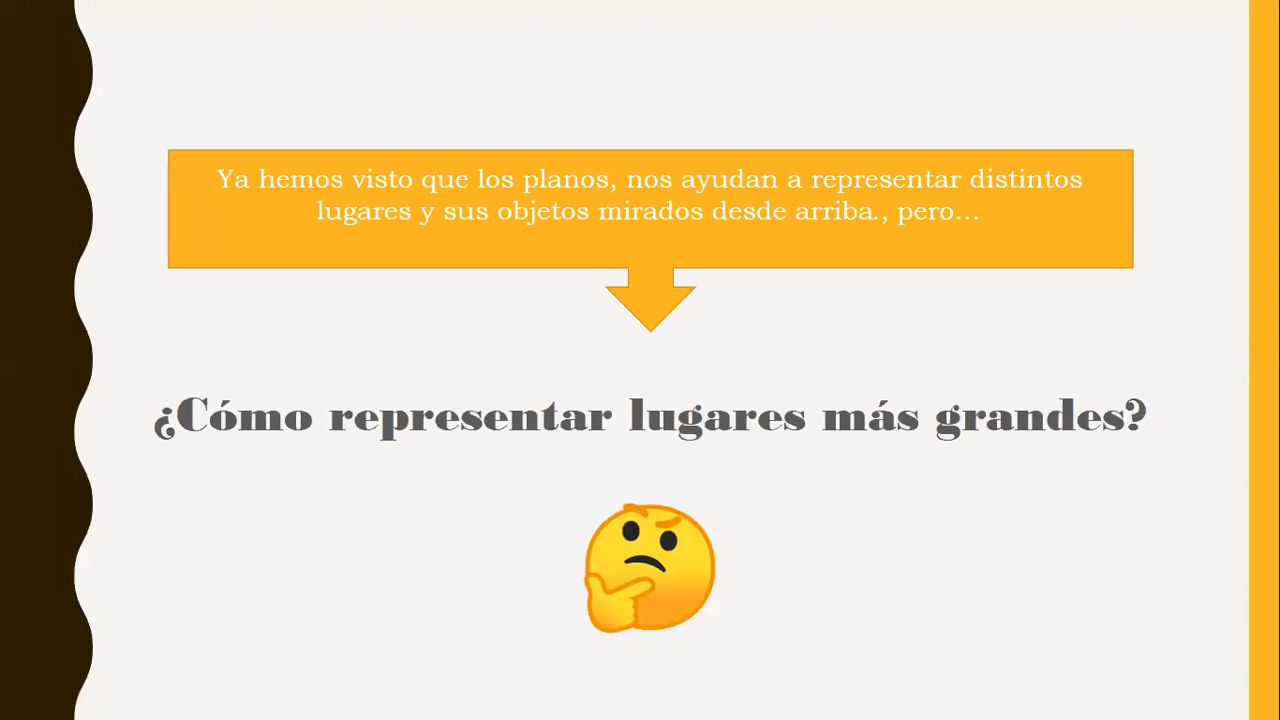 Ya hemos visto que los planos, nos ayudan a representar distintos
lugares y sus objetos mirados desde arriba., pero...
¿Cómo representar lugares más grandes?